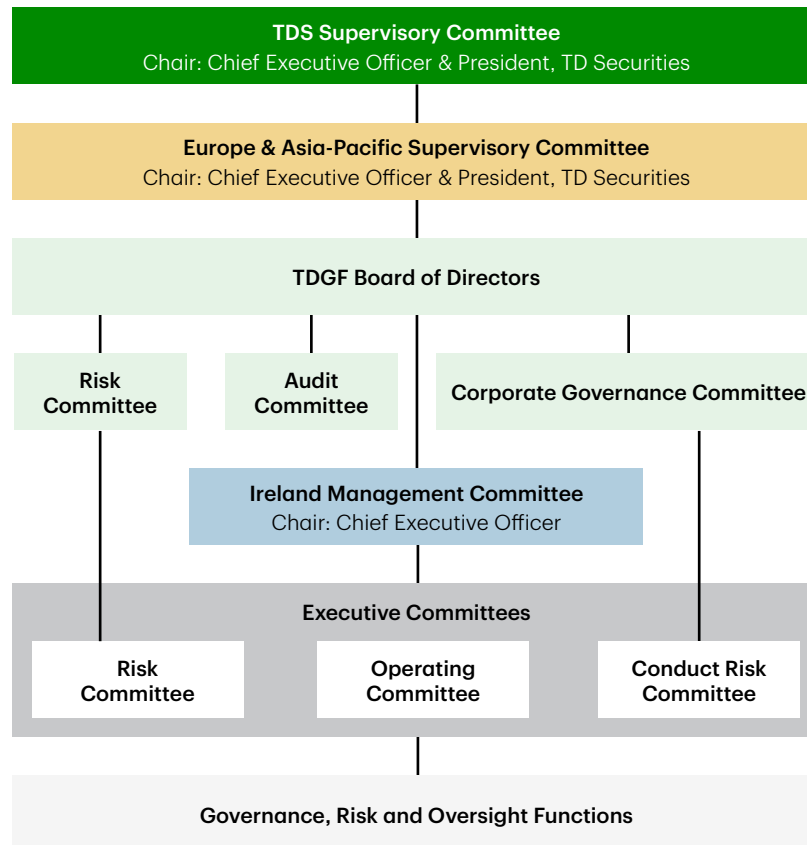 TDS Supervisory Committee
Chair: Chief Executive Officer & President, TD Securities
Europe & Asia-Pacific Supervisory Committee
Chair: Chief Executive Officer & President, TD Securities
TDGF Board of Directors
Risk
Committee
Audit
Committee
Corporate Governance Committee
Ireland Management Committee
Chair: Chief Executive Officer
Executive Committees
Risk
Committee
Operating
Committee
Conduct Risk
Committee
Governance, Risk and Oversight Functions